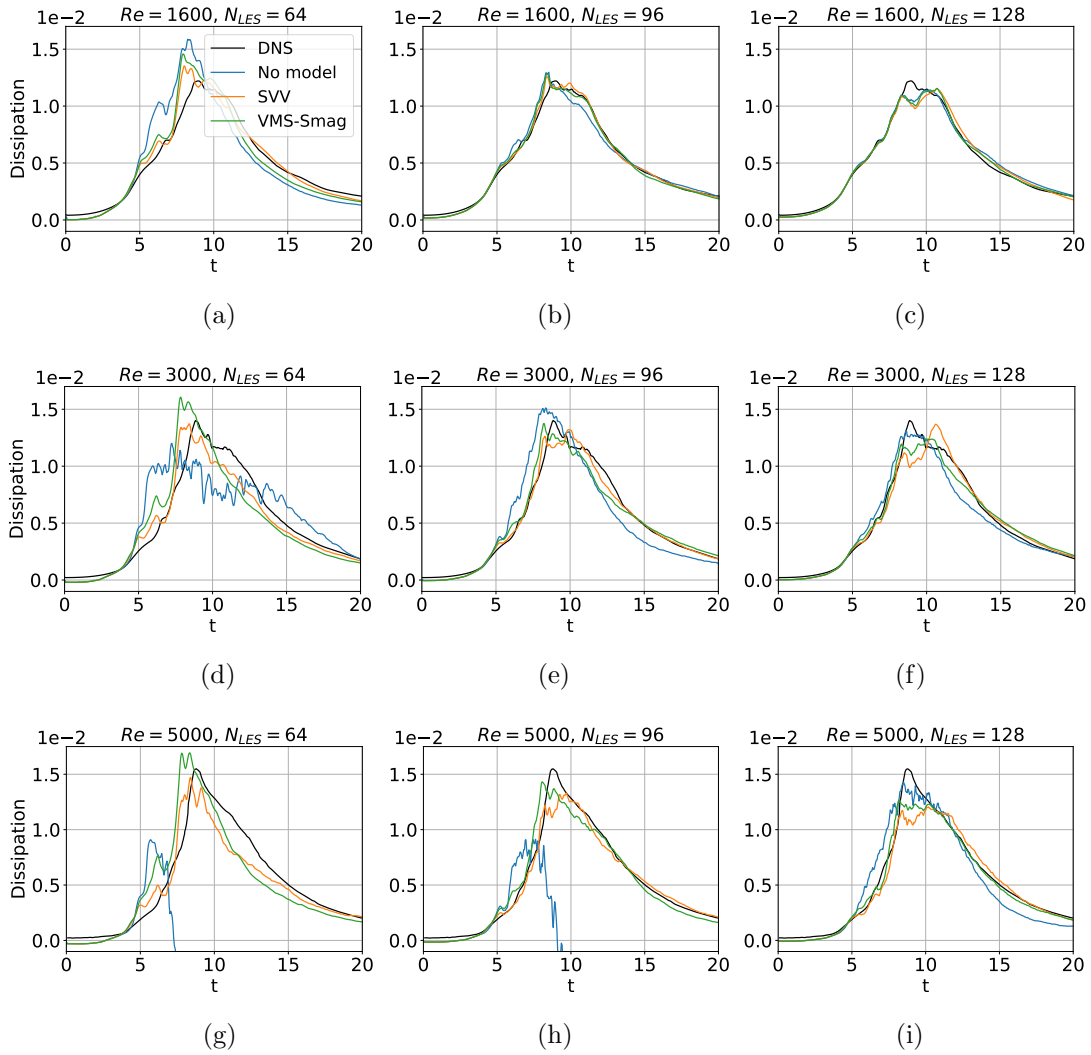 1e−2 Re = 1600, N_LES = 64
1.5
1.0
0.5
0.0
Dissipation
DNS
No model
SVV
VMS-Smag
0 5 10 15 20
t
(a)
1e−2 Re = 1600, N_LES = 96
1.5
1.0
0.5
0.0
0 5 10 15 20
t
(b)
1e−2 Re = 1600, N_LES = 128
1.5
1.0
0.5
0.0
0 5 10 15 20
t
(c)
1e−2 Re = 3000, N_LES = 64
1.5
1.0
0.5
0.0
Dissipation
0 5 10 15 20
t
(d)
1e−2 Re = 3000, N_LES = 96
1.5
1.0
0.5
0.0
0 5 10 15 20
t
(e)
1e−2 Re = 3000, N_LES = 128
1.5
1.0
0.5
0.0
0 5 10 15 20
t
(f)
1e−2 Re = 5000, N_LES = 64
1.5
1.0
0.5
0.0
Dissipation
0 5 10 15 20
t
(g)
1e−2 Re = 5000, N_LES = 96
1.5
1.0
0.5
0.0
0 5 10 15 20
t
(h)
1e−2 Re = 5000, N_LES = 128
1.5
1.0
0.5
0.0
0 5 10 15 20
t
(i)